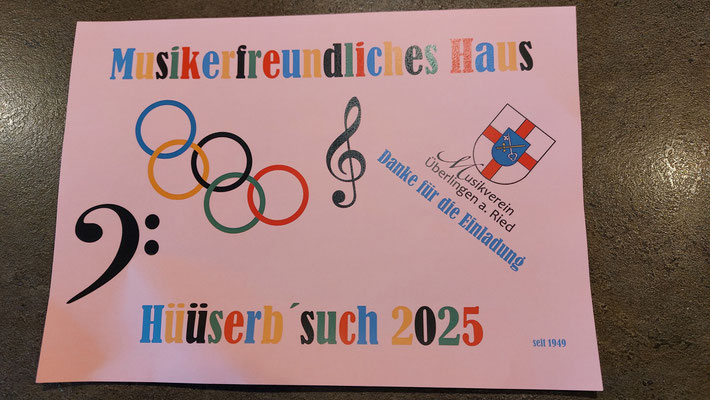 Musikerfreundliches Haus
Musikverein
Überlingen a. Ried
Danke für die Einladung
Hüüserb´such 2025
seit 1949